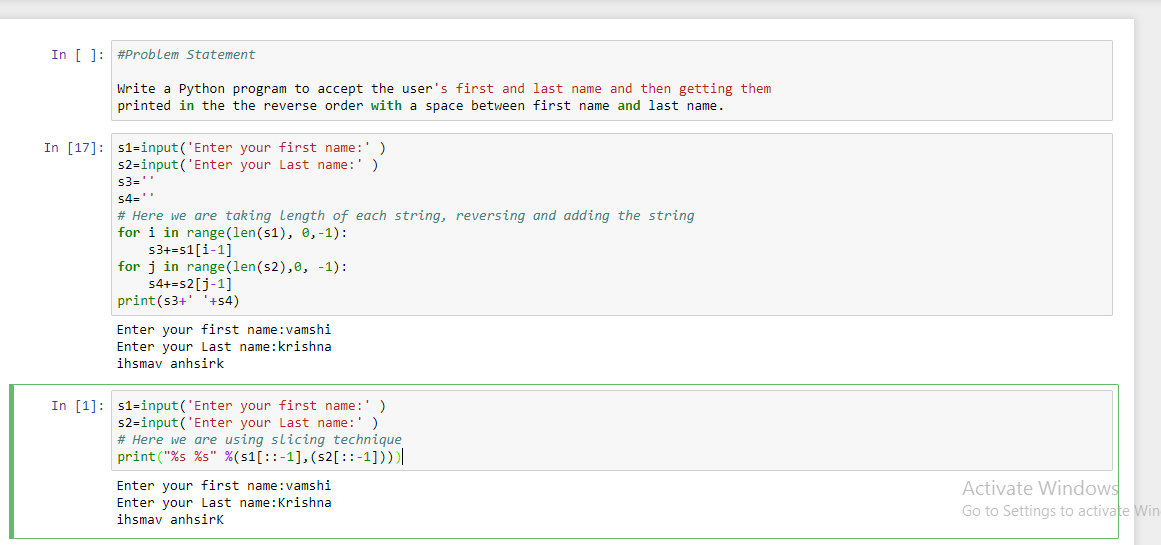 In [ ]: #Problem Statement
Write a Python program to accept the user's first and last name and then getting them
printed in the the reverse order with a space between first name and last name.
In [17]: s1=input('Enter your first name:' )
s2=input('Enter your Last name:' )
s3=''
s4=''
# Here we are taking length of each string, reversing and adding the string
for i in range(len(s1), 0,-1):
    s3+=s1[i-1]
for j in range(len(s2),0, -1):
    s4+=s2[j-1]
print(s3+' '+s4)
Enter your first name:vamshi
Enter your Last name:krishna
ihsmav anhsirk
In [1]: s1=input('Enter your first name:' )
s2=input('Enter your Last name:' )
# Here we are using slicing technique
print("%s %s" %(s1[::-1],(s2[::-1])))
Enter your first name:vamshi
Enter your Last name:Krishna
ihsmav anhsirK
Activate Windows
Go to Settings to activate Win